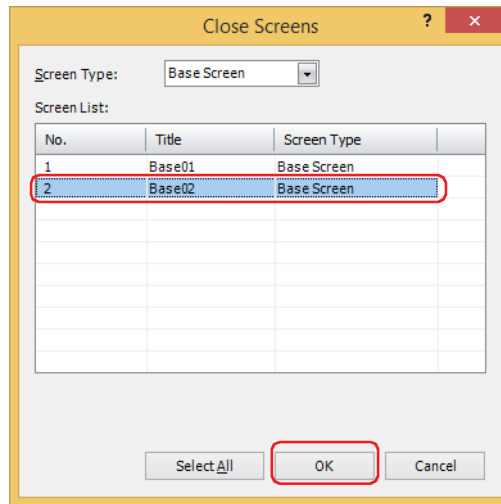 Close Screens ? ×
Screen Type: Base Screen
Screen List:
No. Title Screen Type
1 Base01 Base Screen
2 Base02 Base Screen
Select All OK Cancel